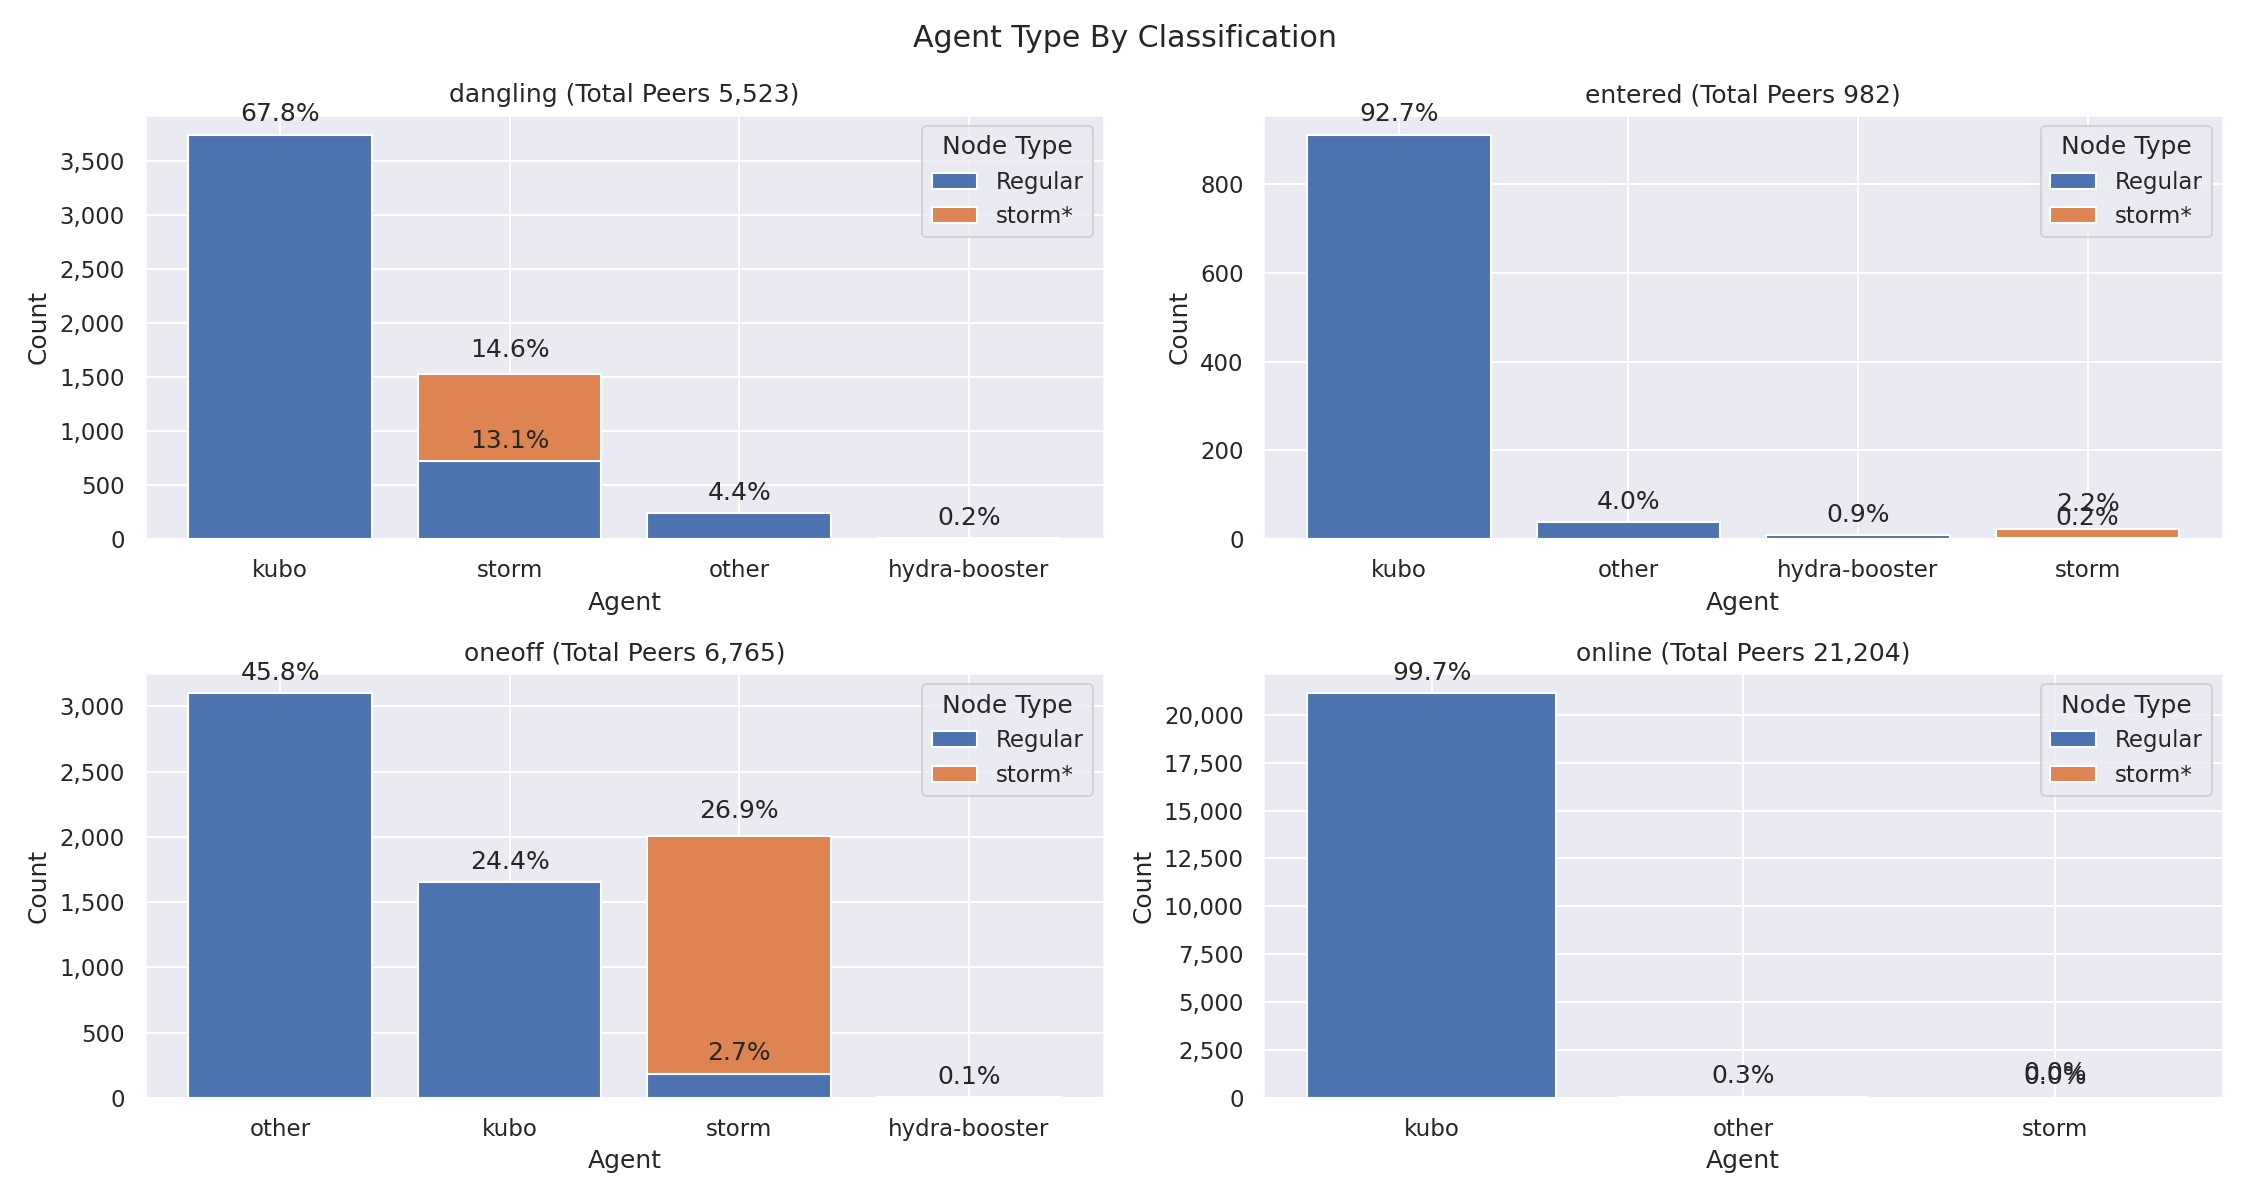 Agent Type By Classification
dangling (Total Peers 5,523)
67.8%
14.6%
13.1%
4.4%
0.2%
Node Type
Regular
storm*
3,500
3,000
2,500
2,000
1,500
1,000
500
0
Count
kubo
storm
other
hydra-booster
Agent
entered (Total Peers 982)
92.7%
4.0%
0.9%
2.2%
0.2%
Node Type
Regular
storm*
800
600
400
200
0
Count
kubo
other
hydra-booster
storm
Agent
oneoff (Total Peers 6,765)
45.8%
24.4%
26.9%
2.7%
0.1%
Node Type
Regular
storm*
3,000
2,500
2,000
1,500
1,000
500
0
Count
other
kubo
storm
hydra-booster
Agent
online (Total Peers 21,204)
99.7%
0.3%
0.0%
0.0%
Node Type
Regular
storm*
20,000
17,500
15,000
12,500
10,000
7,500
5,000
2,500
0
Count
kubo
other
storm
Agent